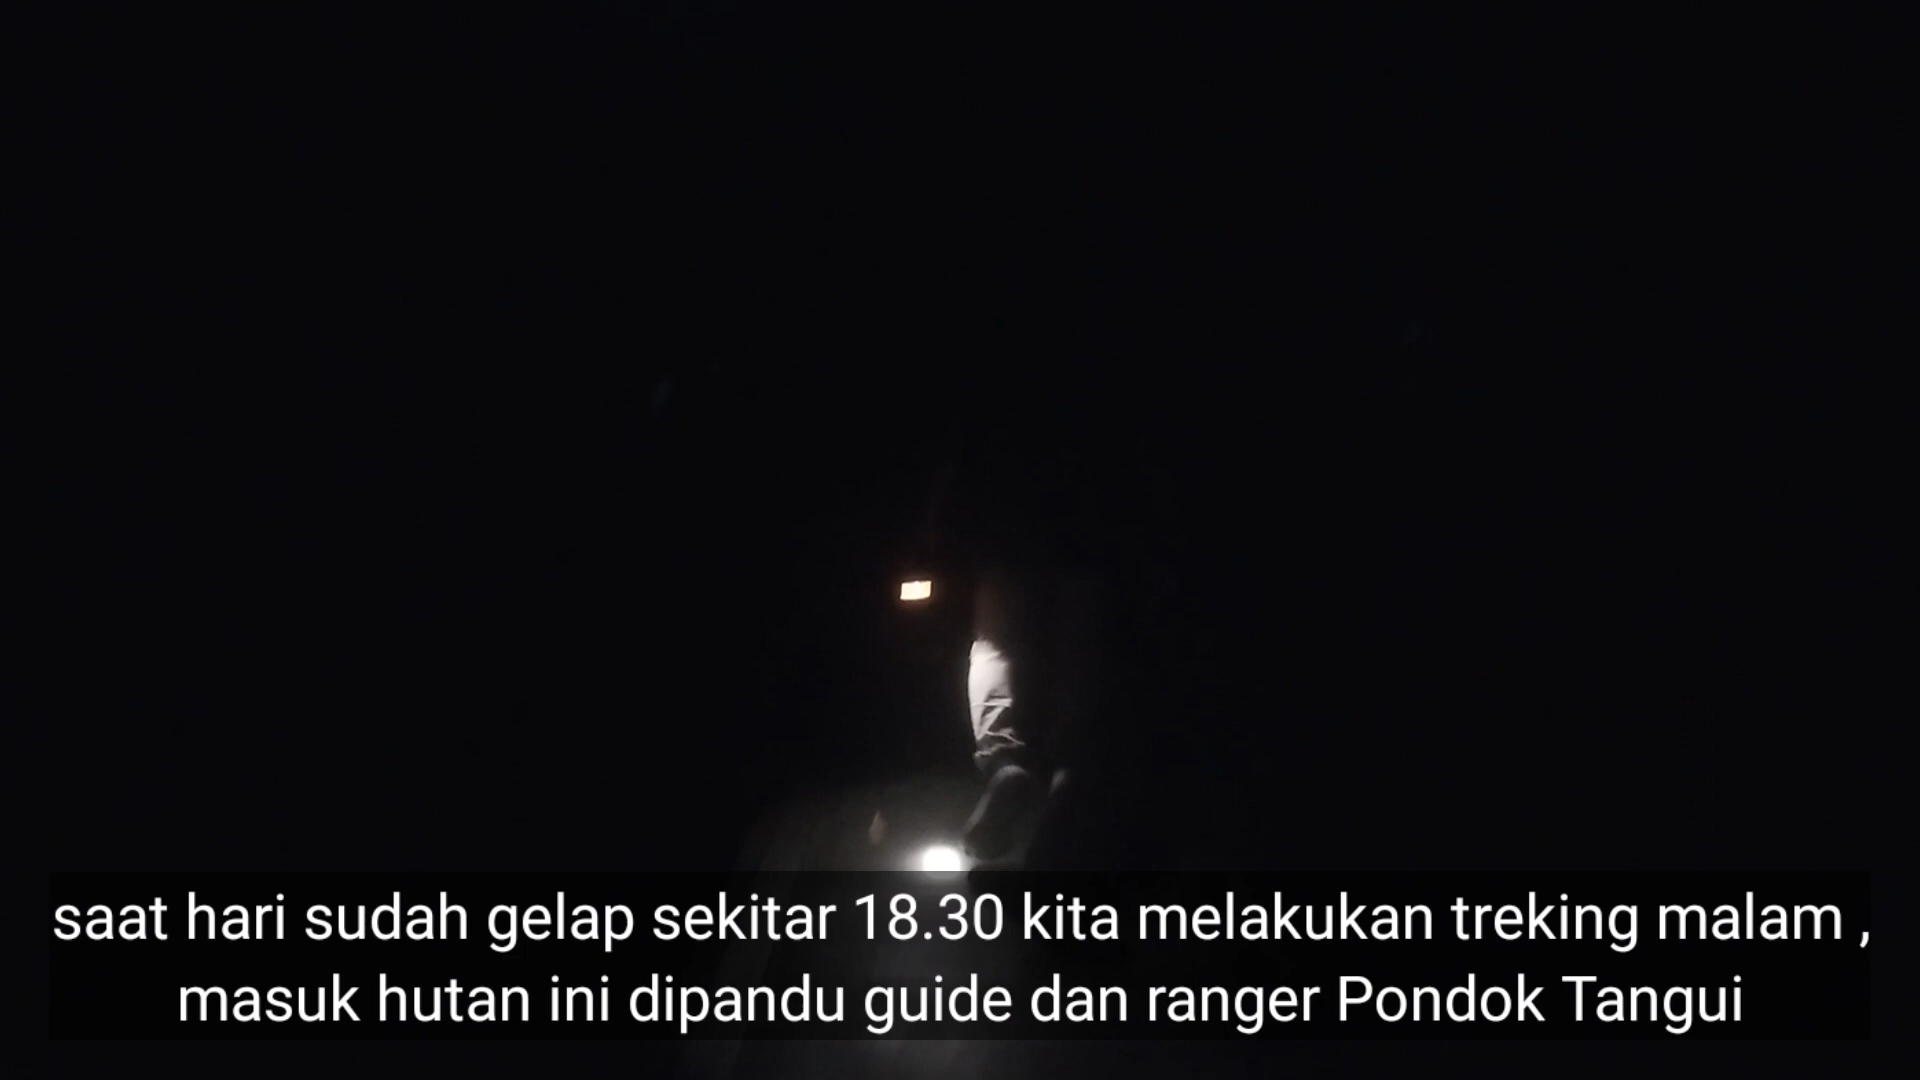 saat hari sudah gelap sekitar 18.30 kita melakukan treking malam ,
masuk hutan ini dipandu guide dan ranger Pondok Tangui